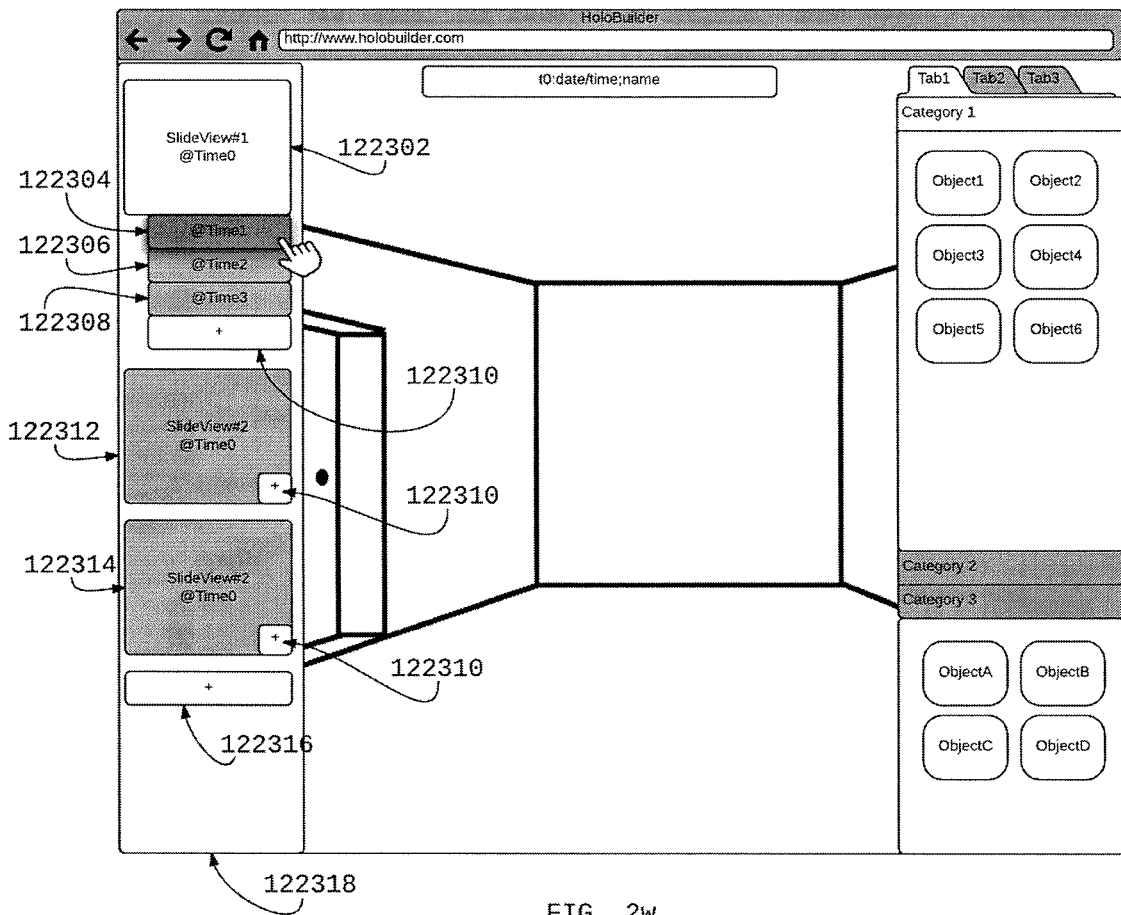 HoloBuilder
http://www.holobuilder.com
t0:date/time;name
Tab1 Tab2 Tab3
Category 1
SlideView#1
@Time0
122302
122304
@Time1
122306
@Time2
122308
@Time3
+
122310
122312
SlideView#2
@Time0
+
122310
122314
SlideView#2
@Time0
+
122310
+
122316
122318
Object1 Object2
Object3 Object4
Object5 Object6
Category 2
Category 3
ObjectA ObjectB
ObjectC ObjectD
FIG. 2w